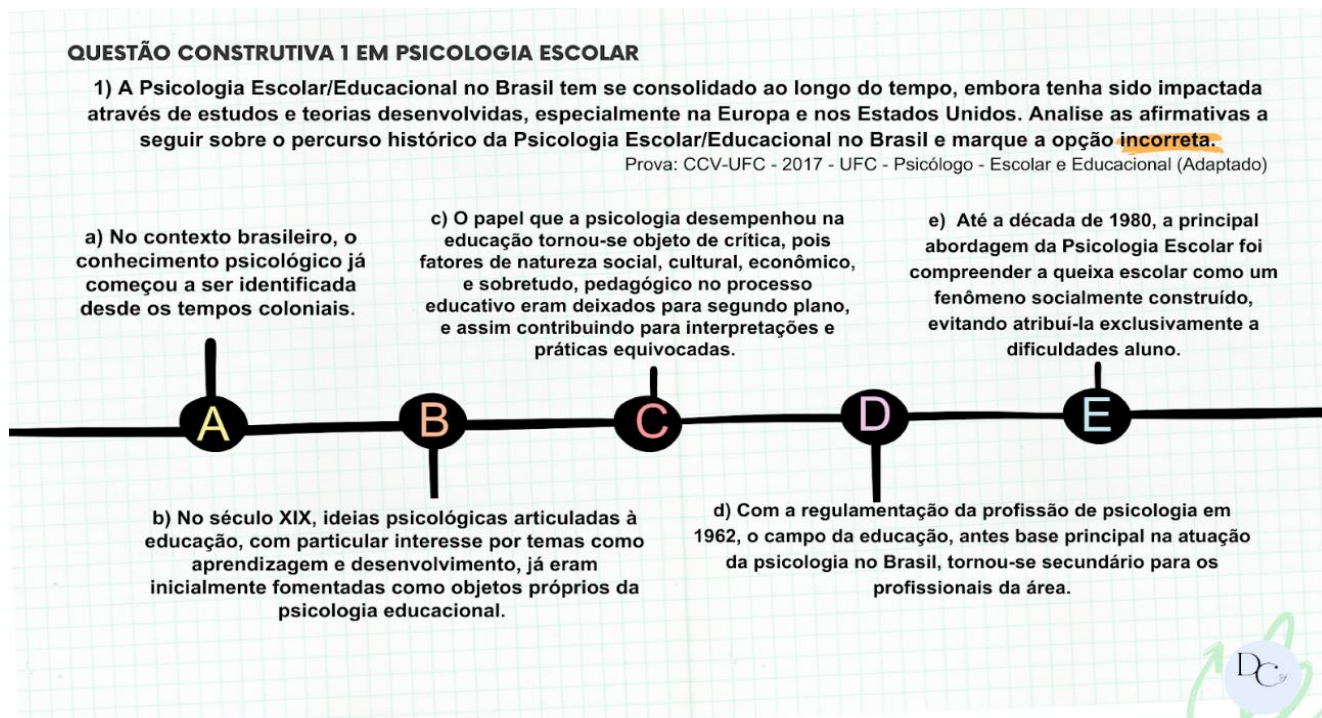 QUESTÃO CONSTRUTIVA 1 EM PSICOLOGIA ESCOLAR
1) A Psicologia Escolar/Educacional no Brasil tem se consolidado ao longo do tempo, embora tenha sido impactada
através de estudos e teorias desenvolvidas, especialmente na Europa e nos Estados Unidos. Analise as afirmativas a
seguir sobre o percurso histórico da Psicologia Escolar/Educacional no Brasil e marque a opção incorreta.
Prova: CCV-UFC - 2017 - UFC - Psicólogo - Escolar e Educacional (Adaptado)
a) No contexto brasileiro, o
conhecimento psicológico já
começou a ser identificada
desde os tempos coloniais.
c) O papel que a psicologia desempenhou na
educação tornou-se objeto de crítica, pois
fatores de natureza social, cultural, econômico,
e sobretudo, pedagógico no processo
educativo eram deixados para segundo plano,
e assim contribuindo para interpretações e
práticas equivocadas.
e) Até a década de 1980, a principal
abordagem da Psicologia Escolar foi
compreender a queixa escolar como um
fenômeno socialmente construído,
evitando atribuí-la exclusivamente a
dificuldades aluno.
A
B
C
D
E
b) No século XIX, ideias psicológicas articuladas à
educação, com particular interesse por temas como
aprendizagem e desenvolvimento, já eram
inicialmente fomentadas como objetos próprios da
psicologia educacional.
d) Com a regulamentação da profissão de psicologia em
1962, o campo da educação, antes base principal na atuação
da psicologia no Brasil, tornou-se secundário para os
profissionais da área.
DC